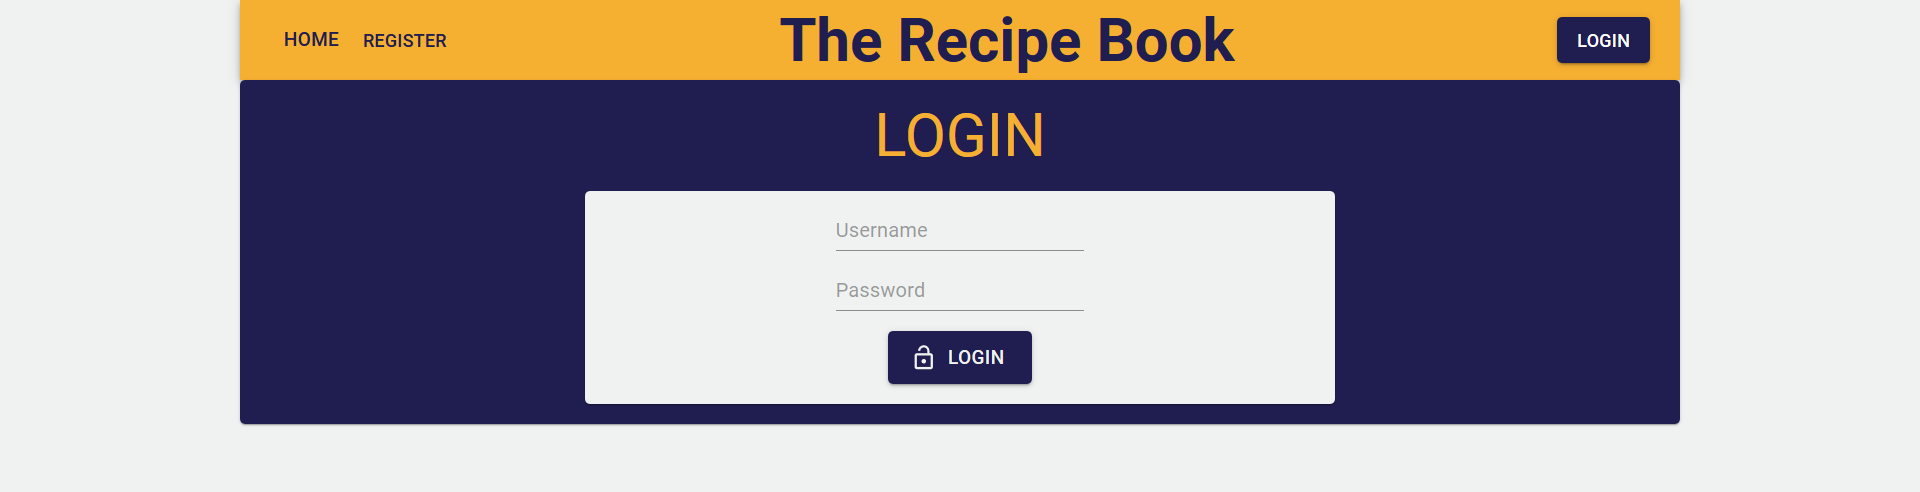 HOME REGISTER The Recipe Book LOGIN
LOGIN
Username
Password
LOGIN